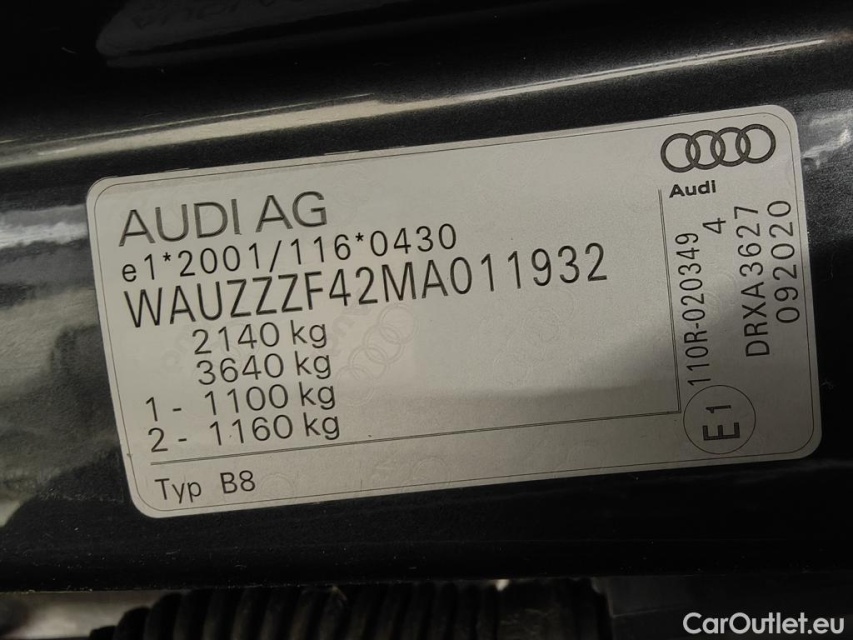 AUDI AG
e1*2001/116*0430
WAUZZZF42MA011932
2140 kg
3640 kg
1 - 1100 kg
2 - 1160 kg
Typ B8
Audi
110R-020349
4
DRXA3627
092020
E1
CarOutlet.eu